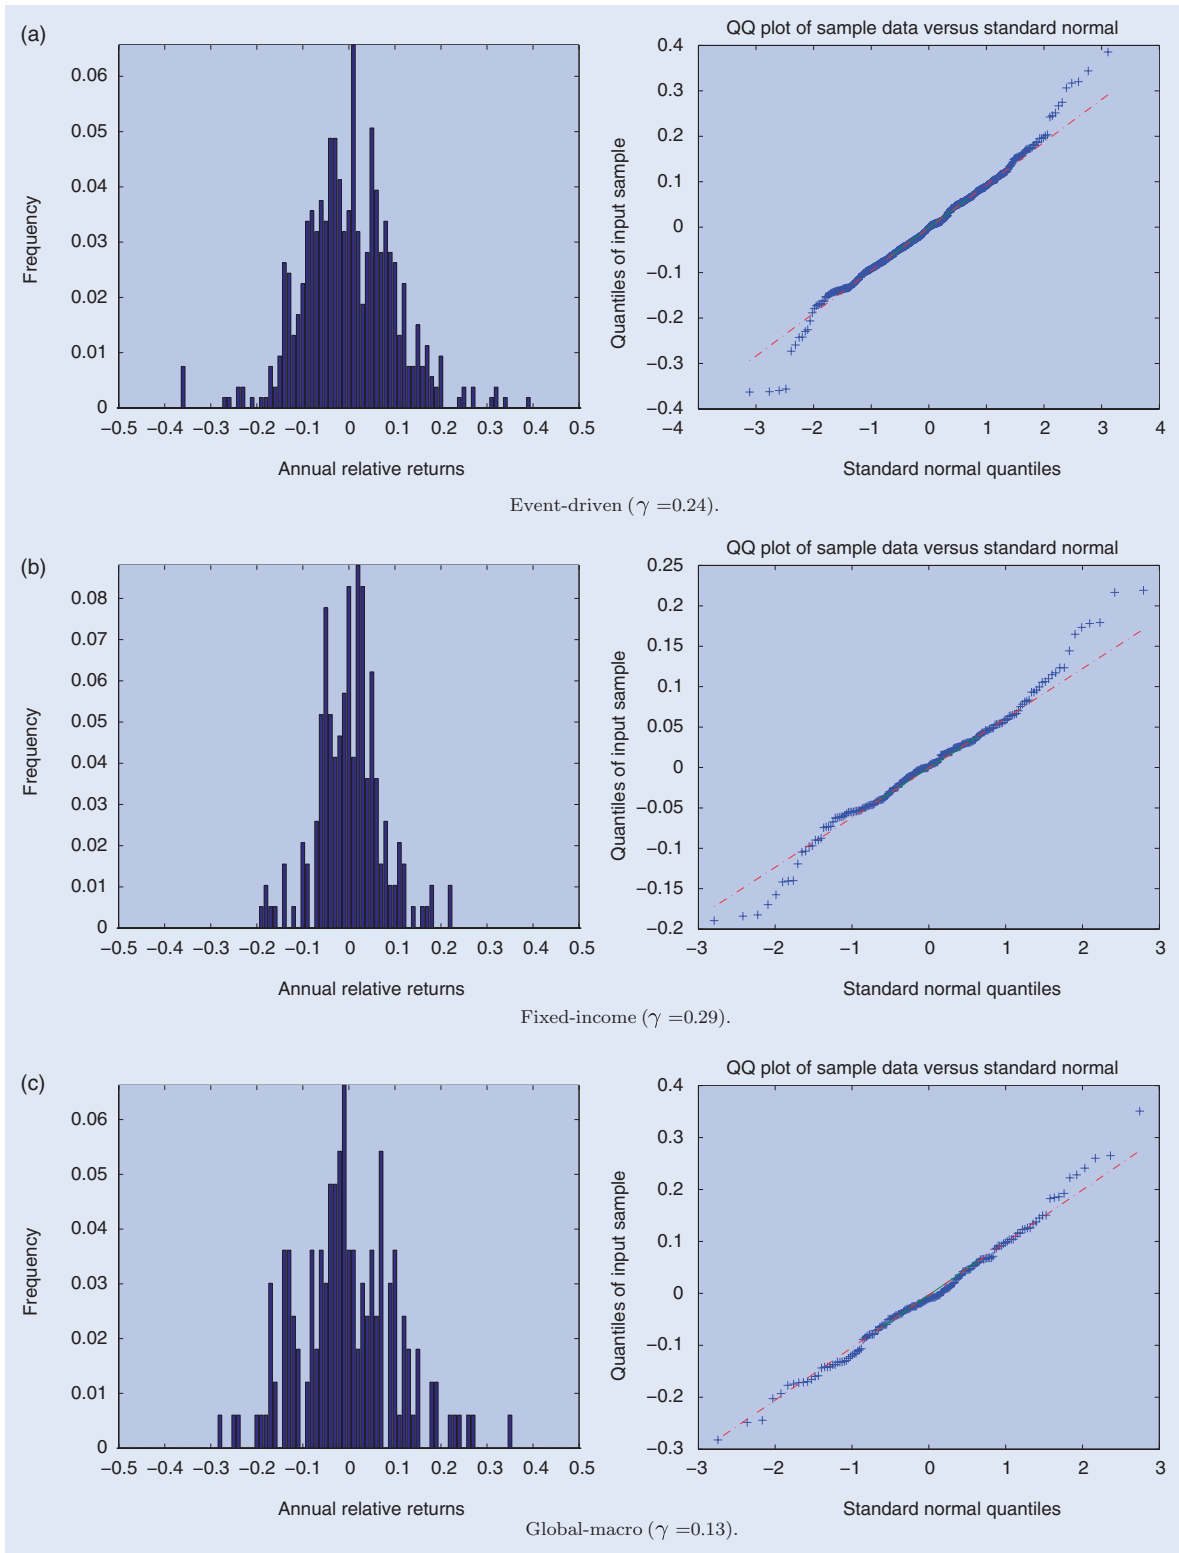 (a)
QQ plot of sample data versus standard normal
0.06
0.05
0.04
0.03
0.02
0.01
0
Frequency
−0.5 −0.4 −0.3 −0.2 −0.1 0 0.1 0.2 0.3 0.4 0.5
Annual relative returns
0.4
0.3
0.2
0.1
0
−0.1
−0.2
−0.3
−0.4
Quantiles of input sample
−4 −3 −2 −1 0 1 2 3 4
Standard normal quantiles
Event-driven (γ =0.24).
(b)
QQ plot of sample data versus standard normal
0.08
0.07
0.06
0.05
0.04
0.03
0.02
0.01
0
Frequency
−0.5 −0.4 −0.3 −0.2 −0.1 0 0.1 0.2 0.3 0.4 0.5
Annual relative returns
0.25
0.2
0.15
0.1
0.05
0
−0.05
−0.1
−0.15
−0.2
Quantiles of input sample
−3 −2 −1 0 1 2 3
Standard normal quantiles
Fixed-income (γ =0.29).
(c)
QQ plot of sample data versus standard normal
0.06
0.05
0.04
0.03
0.02
0.01
0
Frequency
−0.5 −0.4 −0.3 −0.2 −0.1 0 0.1 0.2 0.3 0.4 0.5
Annual relative returns
0.4
0.3
0.2
0.1
0
−0.1
−0.2
−0.3
Quantiles of input sample
−3 −2 −1 0 1 2 3
Standard normal quantiles
Global-macro (γ =0.13).